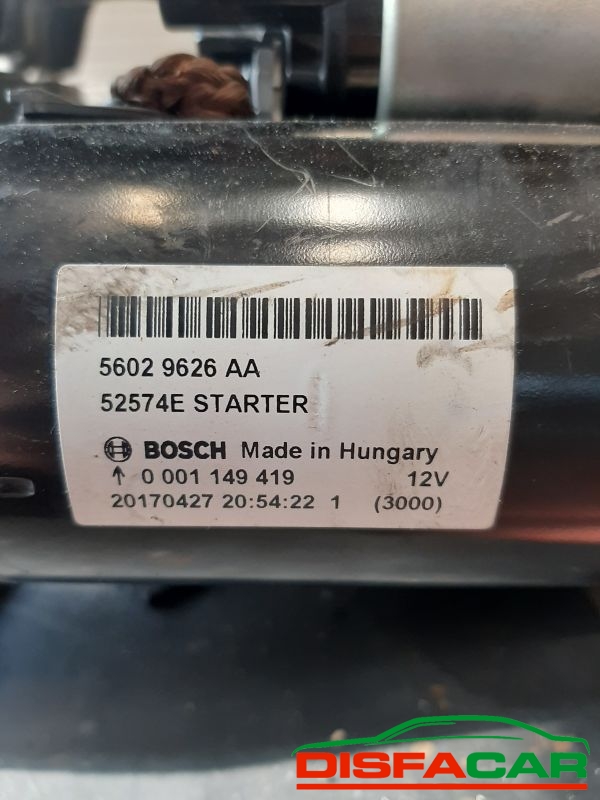 5602 9626 AA
52574E STARTER
BOSCH Made in Hungary
↑ 0 001 149 419 12V
20170427 20:54:22 1 (3000)
DISFACAR